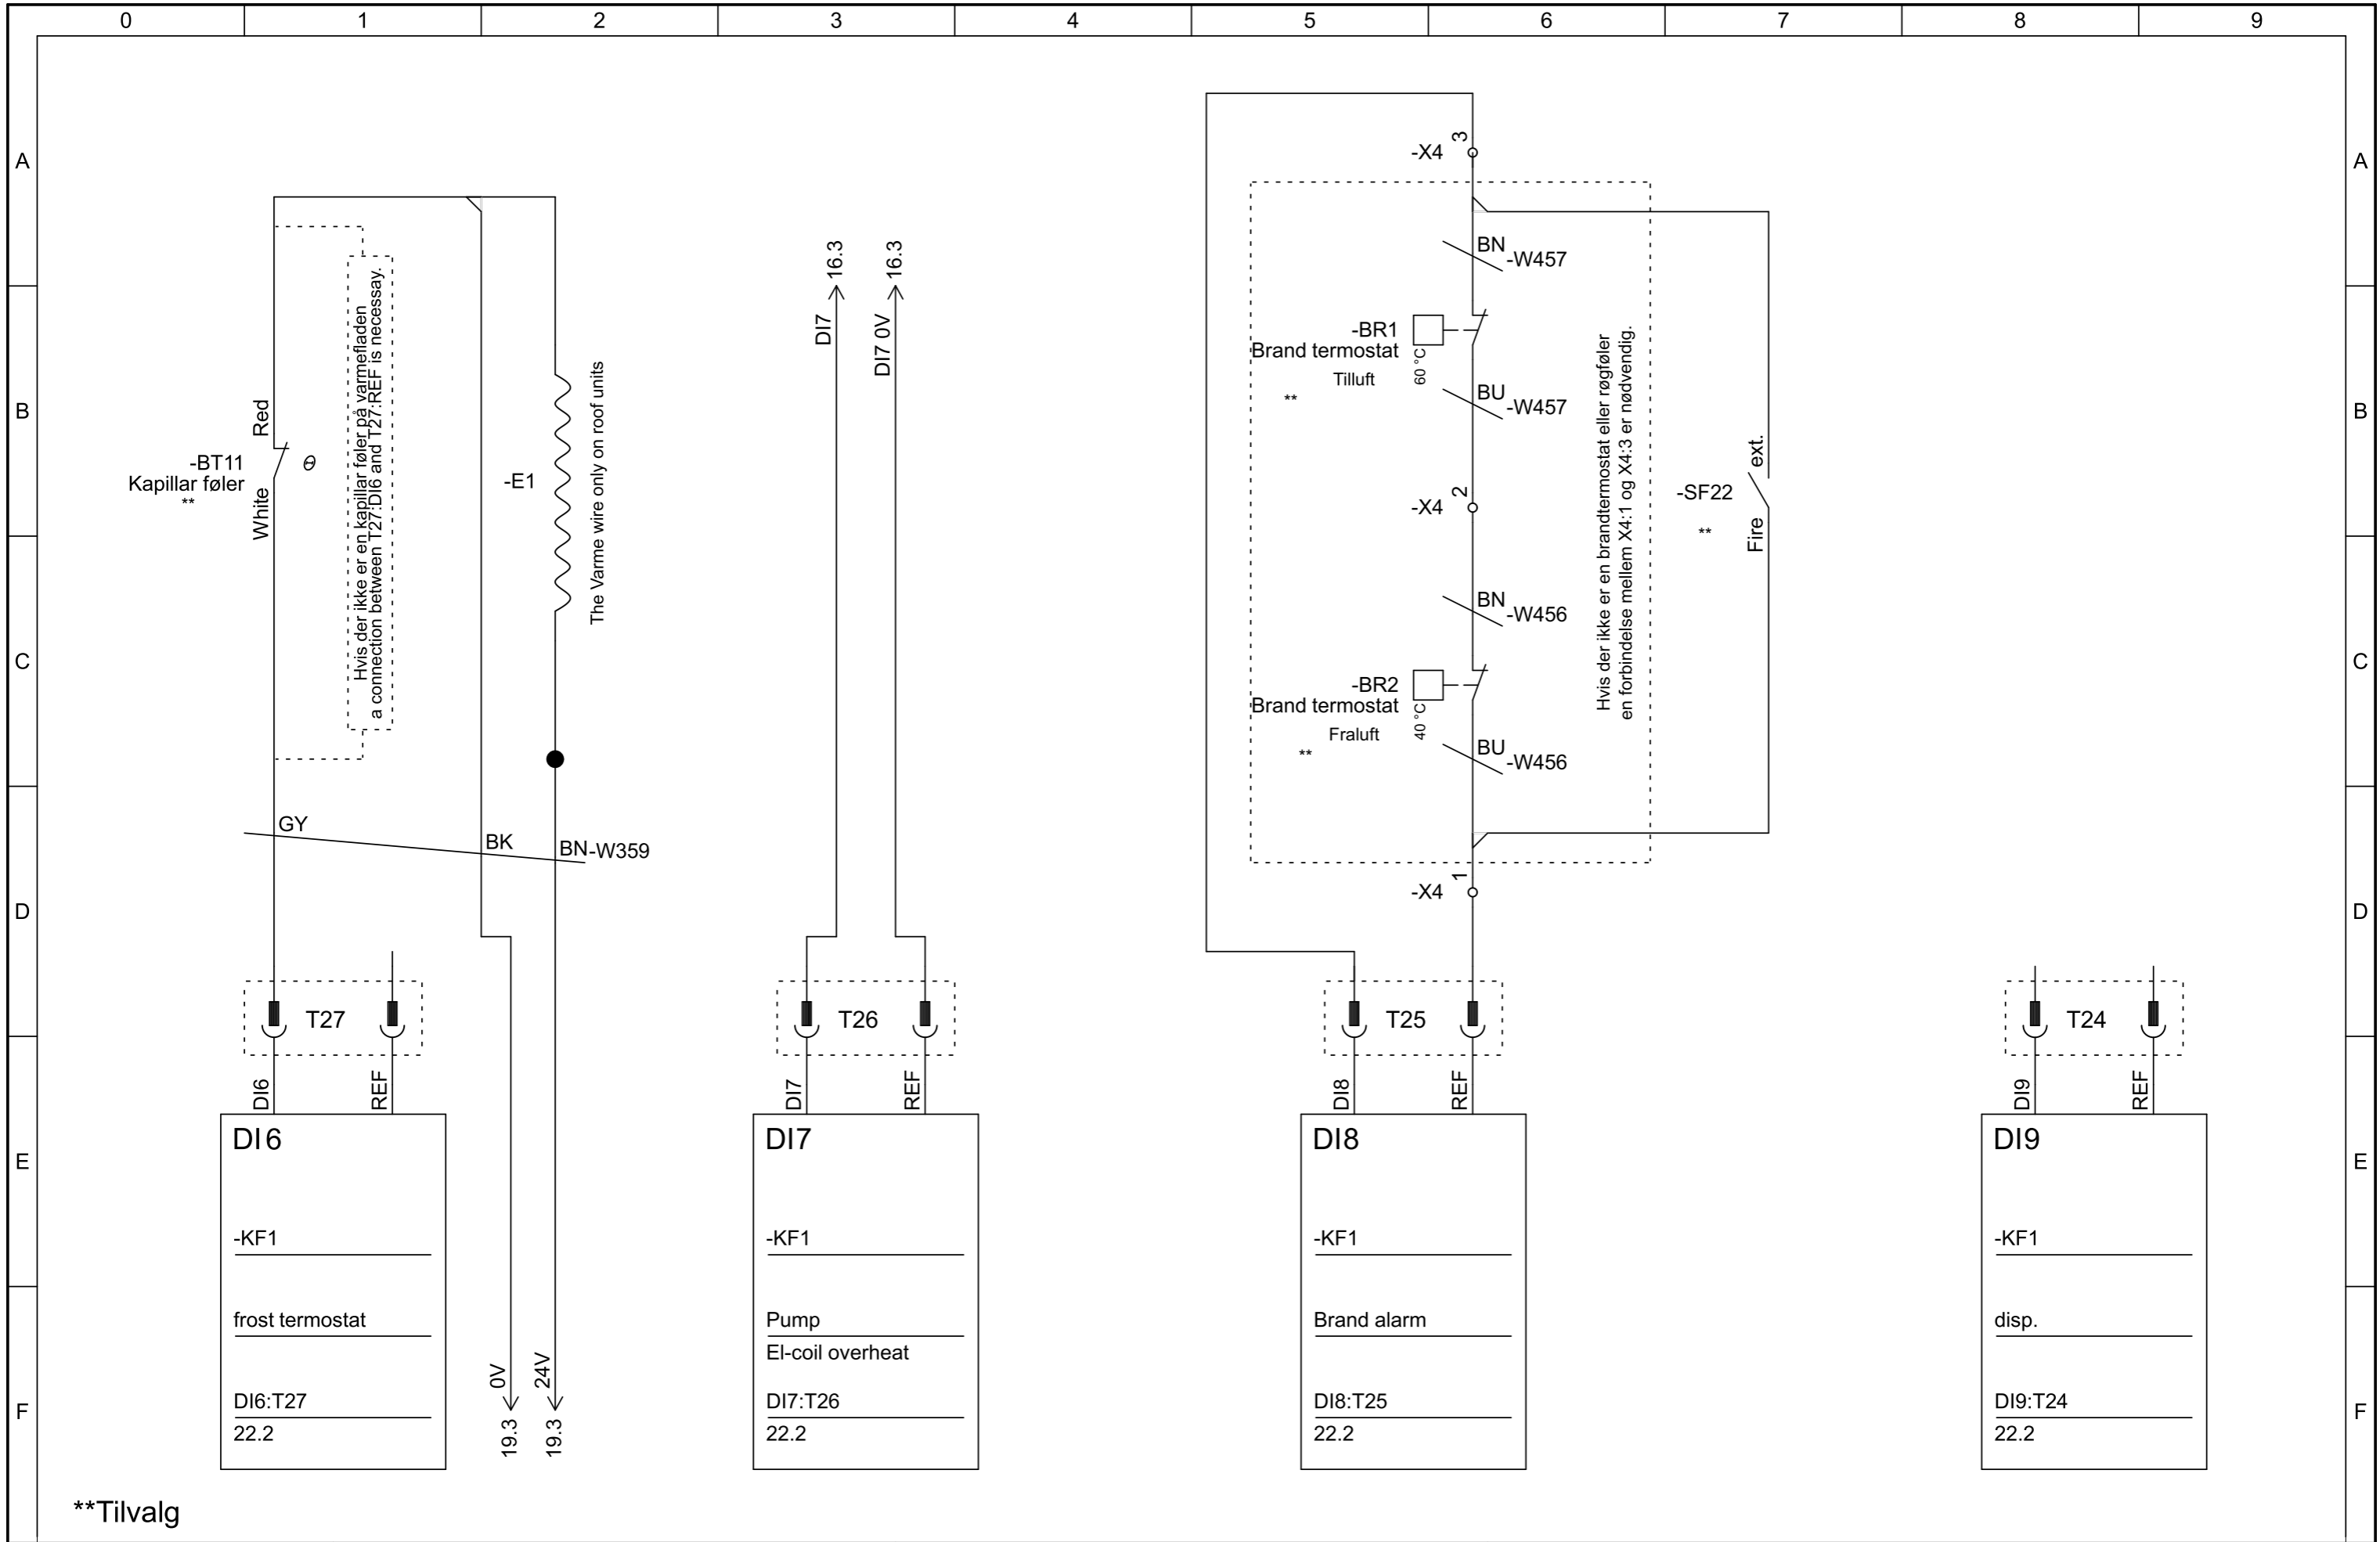 0 1 2 3 4 5 6 7 8 9
A
B
C
D
E
F
A
B
C
D
E
F
-BT11
Kapillar føler
**
Red
White
θ
Hvis der ikke er en kapillar føler på varmefladen
a connection between T27:DI6 and T27:REF is necessay.
-E1
The Varme wire only on roof units
GY
BK
BN
-W359
DI7
16.3
DI7 0V
16.3
-X4
3
BN
-W457
-BR1
Brand termostat
Tilluft
**
60 °C
BU
-W457
-X4
2
BN
-W456
-BR2
Brand termostat
Fraluft
**
40 °C
BU
-W456
-X4
1
Hvis der ikke er en brandtermostat eller røgføler
en forbindelse mellem X4:1 og X4:3 er nødvendig.
-SF22
**
Fire
ext.
T27
DI6
REF
DI6
-KF1
frost termostat
DI6:T27
22.2
0V
19.3
24V
19.3
T26
DI7
REF
DI7
-KF1
Pump
El-coil overheat
DI7:T26
22.2
T25
DI8
REF
DI8
-KF1
Brand alarm
DI8:T25
22.2
T24
DI9
REF
DI9
-KF1
disp.
DI9:T24
22.2
**Tilvalg